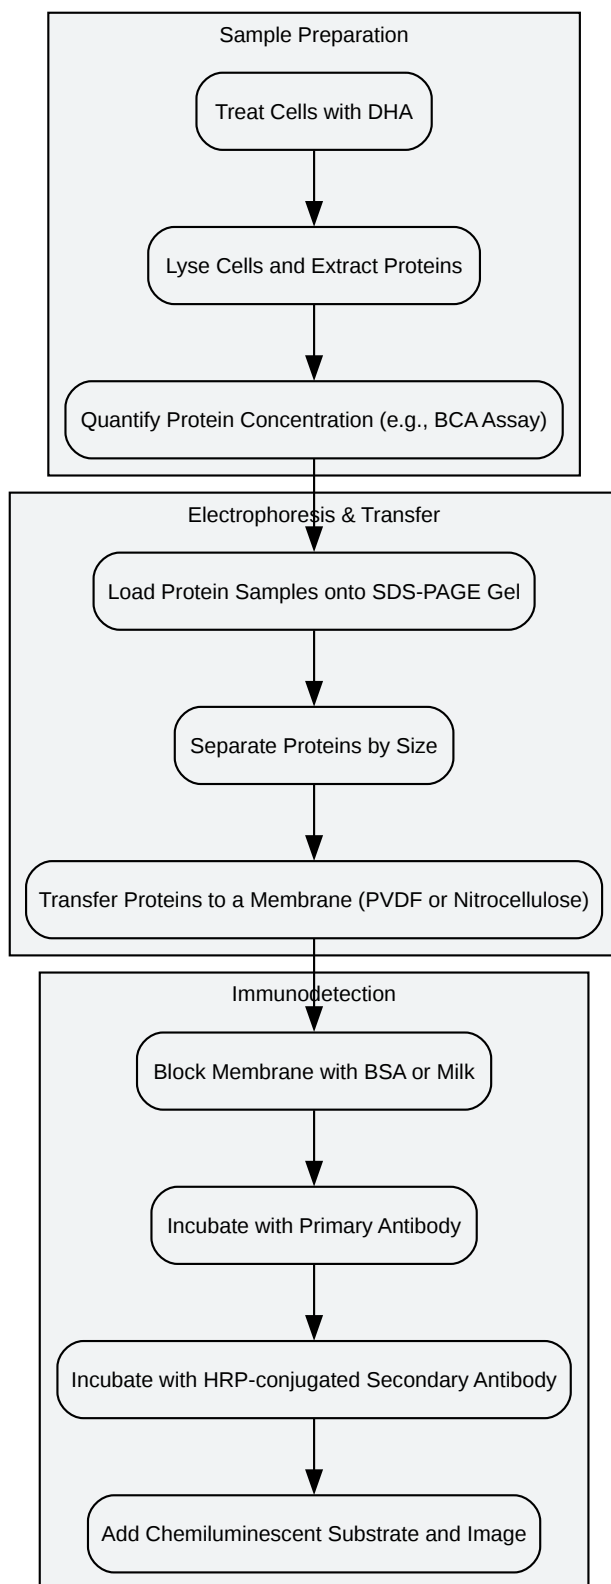 Sample Preparation
Treat Cells with DHA
Lyse Cells and Extract Proteins
Quantify Protein Concentration (e.g., BCA Assay)
Electrophoresis & Transfer
Load Protein Samples onto SDS-PAGE Gel
Separate Proteins by Size
Transfer Proteins to a Membrane (PVDF or Nitrocellulose)
Immunodetection
Block Membrane with BSA or Milk
Incubate with Primary Antibody
Incubate with HRP-conjugated Secondary Antibody
Add Chemiluminescent Substrate and Image